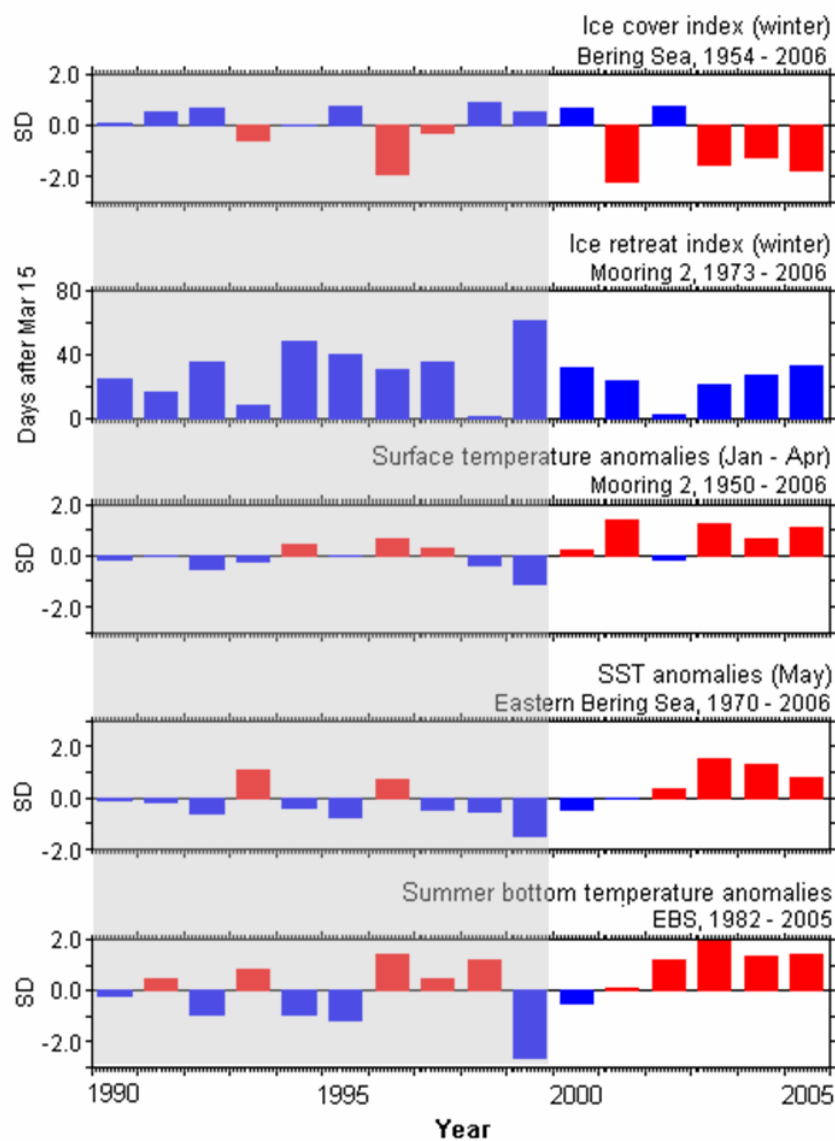 Ice cover index (winter)
Bering Sea, 1954 - 2006
2.0
0.0
-2.0
SD
Ice retreat index (winter)
Mooring 2, 1973 - 2006
80
40
0
Days after Mar 15
Surface temperature anomalies (Jan - Apr)
Mooring 2, 1950 - 2006
2.0
0.0
-2.0
SD
SST anomalies (May)
Eastern Bering Sea, 1970 - 2006
2.0
0.0
-2.0
SD
Summer bottom temperature anomalies
EBS, 1982 - 2005
2.0
0.0
-2.0
SD
1990 1995 2000 2005
Year